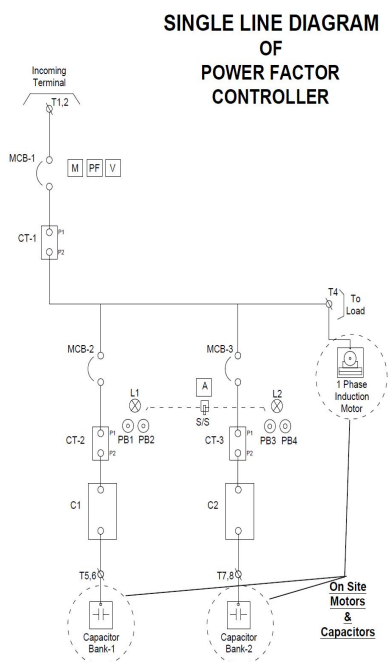 SINGLE LINE DIAGRAM
OF
POWER FACTOR
CONTROLLER
Incoming
Terminal
T1,2
MCB-1
M PF V
CT-1
P1
P2
T4
To
Load
MCB-2
MCB-3
1 Phase
Induction
Motor
A
L1
L2
S/S
CT-2
P1
P2
PB1 PB2
CT-3
P1
P2
PB3 PB4
C1
C2
T5,6
T7,8
On Site
Motors
&
Capacitors
Capacitor
Bank-1
Capacitor
Bank-2